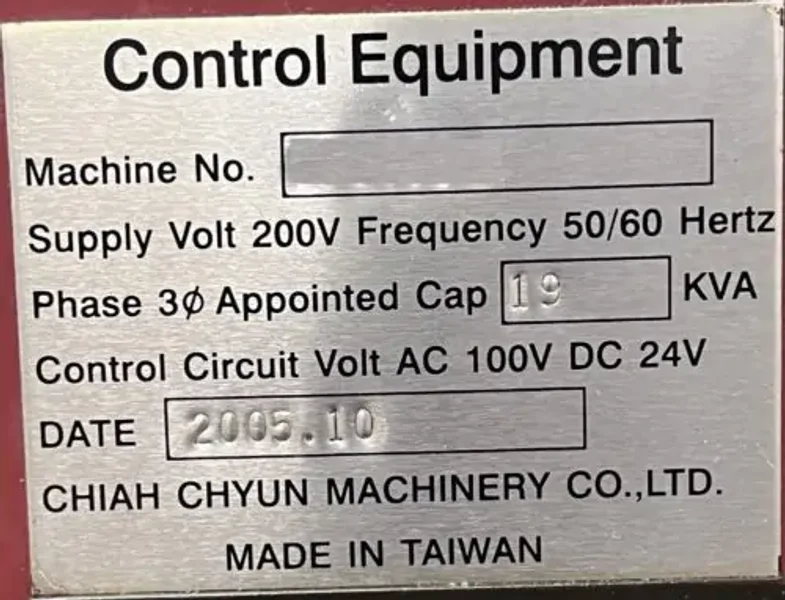 Control Equipment
Machine No.
Supply Volt 200V Frequency 50/60 Hertz
Phase 3ø Appointed Cap 19 KVA
Control Circuit Volt AC 100V DC 24V
DATE 2005.10
CHIAH CHYUN MACHINERY CO.,LTD.
MADE IN TAIWAN